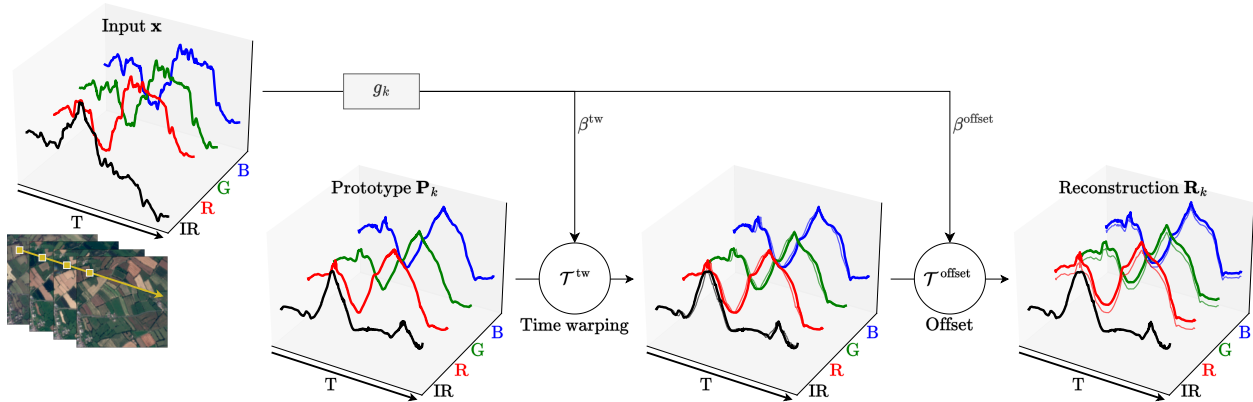 Input x
T
IR
R
G
B
g_k
β^tw
β^offset
Prototype P_k
T
IR
R
G
B
𝒯^tw
Time warping
T
IR
R
G
B
𝒯^offset
Offset
Reconstruction R_k
T
IR
R
G
B